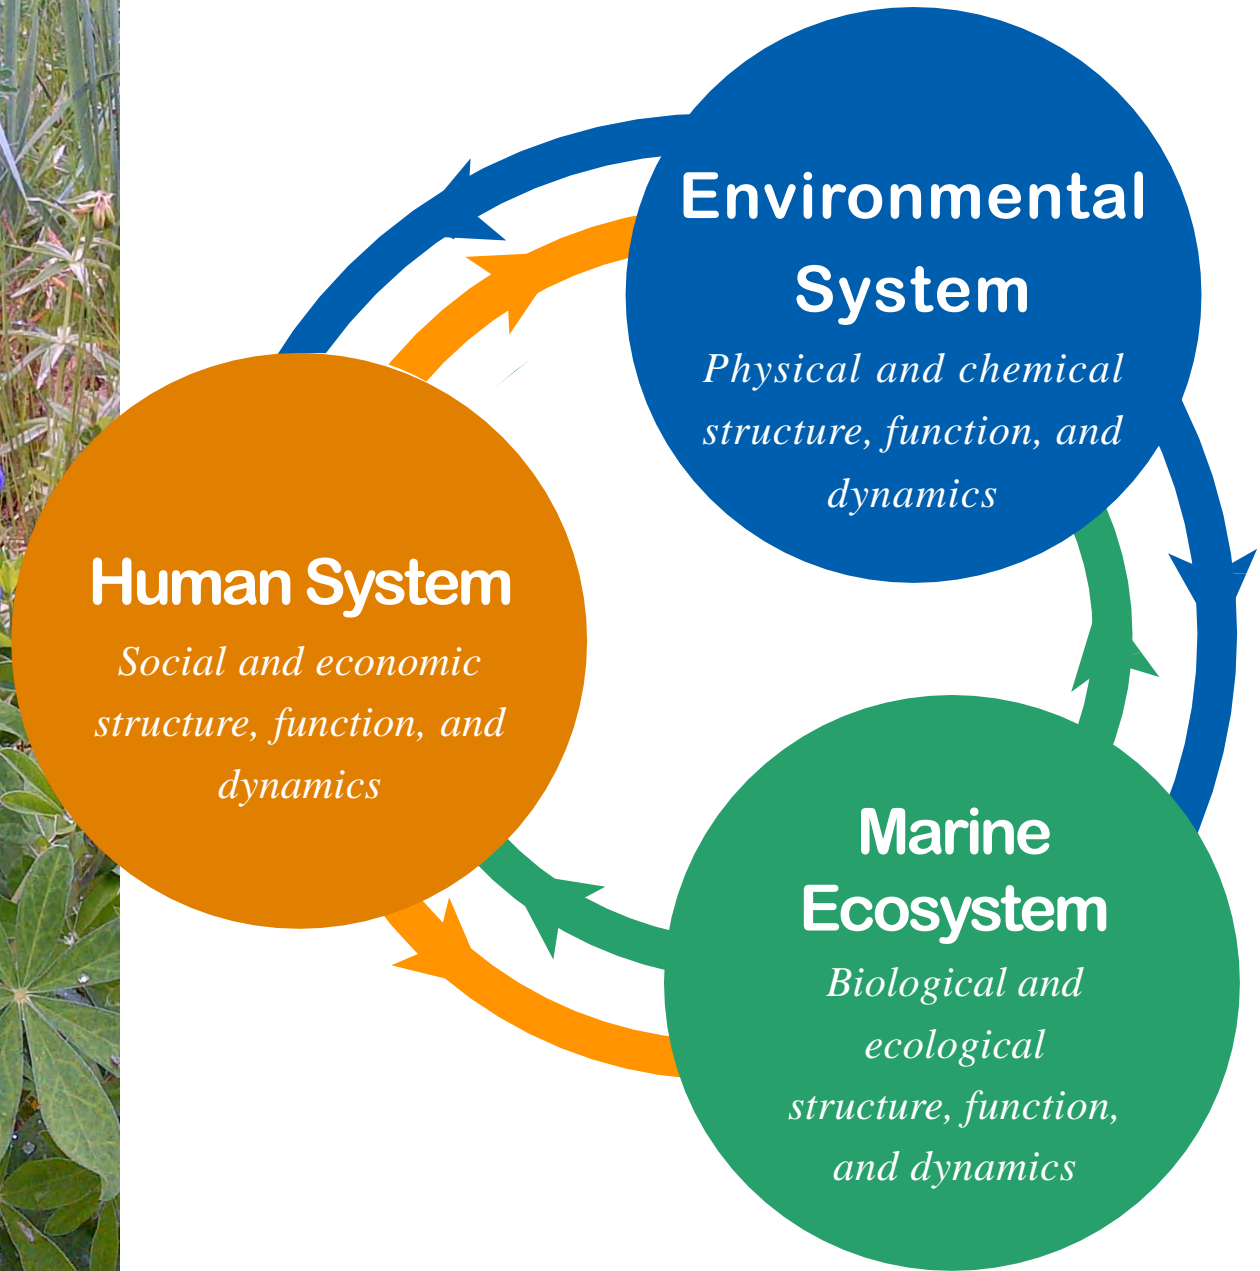 Environmental
System
Physical and chemical
structure, function, and
dynamics
Human System
Social and economic
structure, function, and
dynamics
Marine
Ecosystem
Biological and
ecological
structure, function,
and dynamics